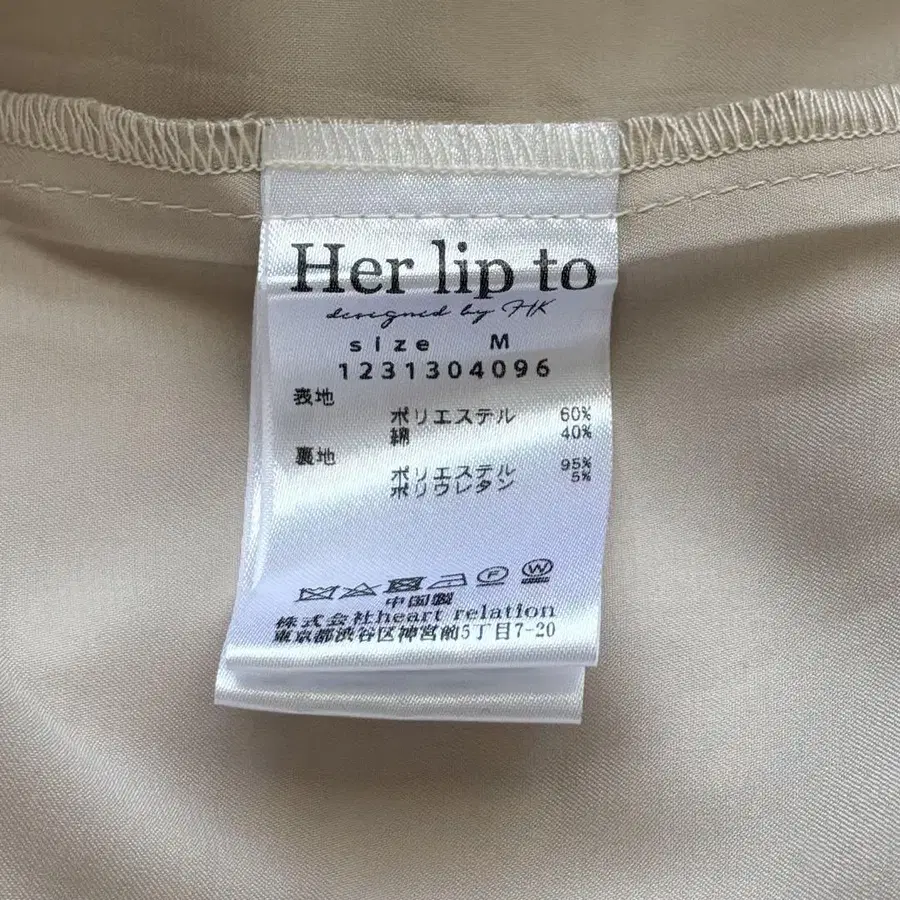 Her lip to
designed by HK
size M
1231304096
表地
ポリエステル 60%
綿 40%
裏地
ポリエステル 95%
ポリウレタン 5%
中国製
株式会社heart relation
東京都渋谷区神宮前5丁目7-20